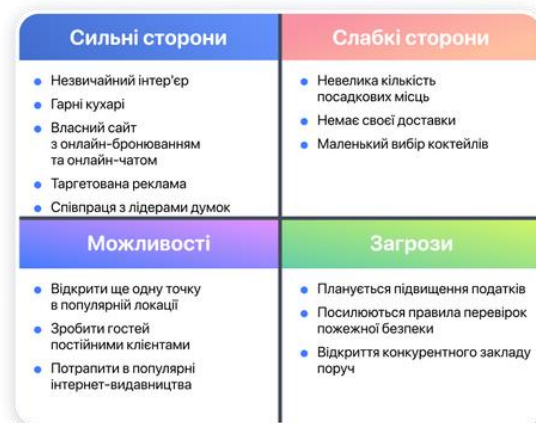 Сильні сторони
Незвичайний інтер'єр
Гарні кухарі
Власний сайт
з онлайн-бронюванням
та онлайн-чатом
Таргетована реклама
Співпраця з лідерами думок
Слабкі сторони
Невелика кількість
посадкових місць
Немає своєї доставки
Маленький вибір коктейлів
Можливості
Відкрити ще одну точку
в популярній локації
Зробити гостей
постійними клієнтами
Потрапити в популярні
інтернет-видавництва
Загрози
Планується підвищення податків
Посилюються правила перевірок
пожежної безпеки
Відкриття конкурентного закладу
поруч